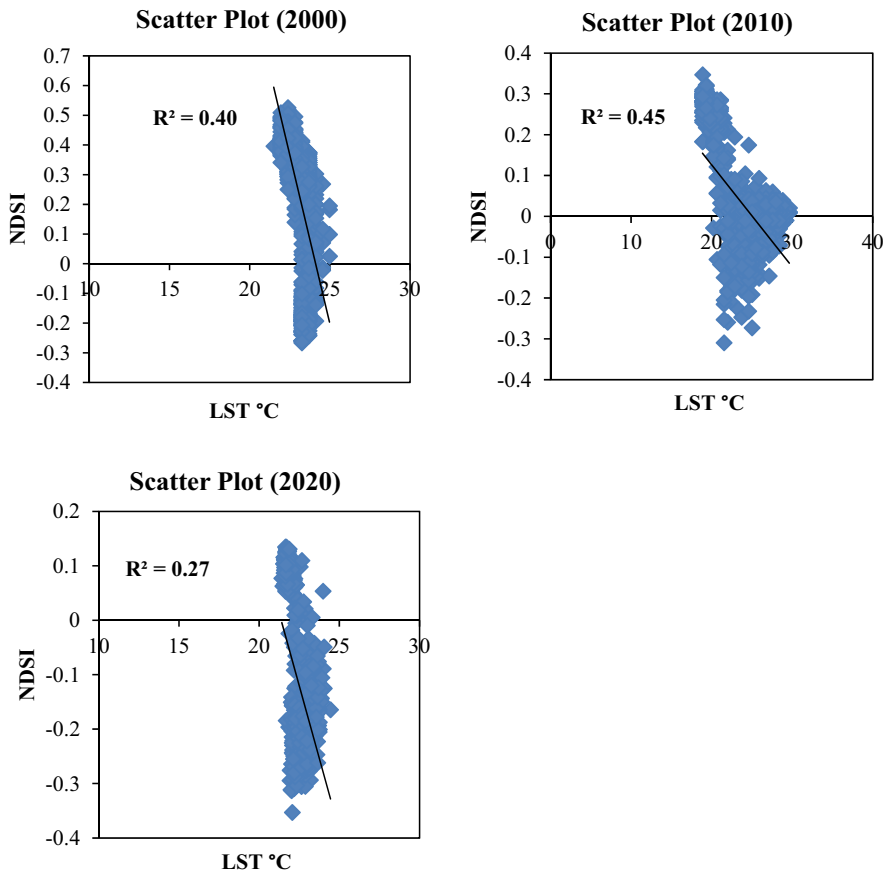 Scatter Plot (2000)
0.7
0.6
0.5
0.4
0.3
0.2
0.1
0
-0.1
-0.2
-0.3
-0.4
10 15 20 25 30
R² = 0.40
NDSI
LST °C
Scatter Plot (2010)
0.4
0.3
0.2
0.1
0
-0.1
-0.2
-0.3
-0.4
0 10 20 30 40
R² = 0.45
NDSI
LST °C
Scatter Plot (2020)
0.2
0.1
0
-0.1
-0.2
-0.3
-0.4
10 15 20 25 30
R² = 0.27
NDSI
LST °C